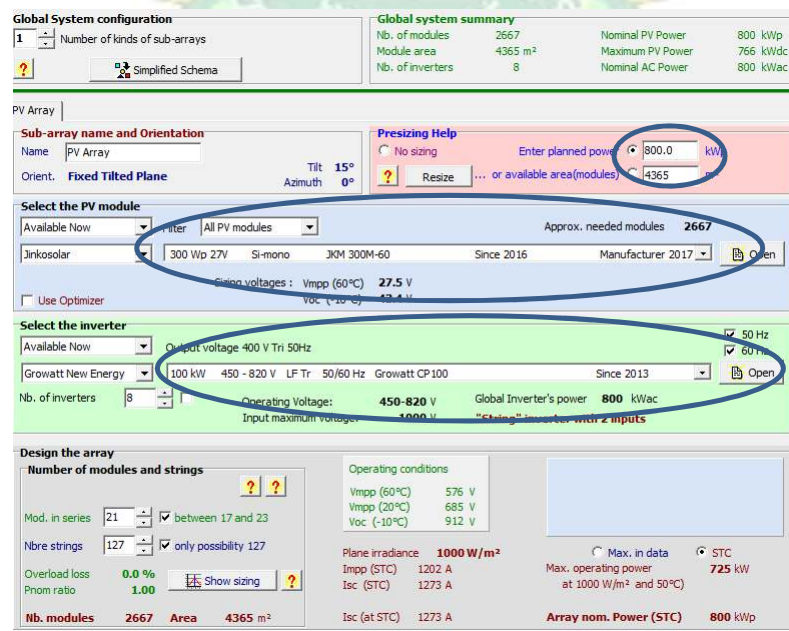 Global System configuration
1 Number of kinds of sub-arrays
? Simplified Schema
Global system summary
Nb. of modules 2667 Nominal PV Power 800 kWp
Module area 4365 m² Maximum PV Power 766 kWdc
Nb. of inverters 8 Nominal AC Power 800 kWac
PV Array
Sub-array name and Orientation
Name PV Array
Orient. Fixed Tilted Plane
Tilt 15°
Azimuth 0°
Presizing Help
No sizing Enter planned power 800.0 kWp
? Resize ... or available area(modules) 4365 m²
Select the PV module
Available Now Filter All PV modules Approx. needed modules 2667
Jinkosolar 300 Wp 27V Si-mono JKM 300M-60 Since 2016 Manufacturer 2017 Open
Sizing voltages : Vmpp (60°C) 27.5 V
Use Optimizer Voc (-10°C) 43.4 V
Select the inverter
Available Now Output voltage 400 V Tri 50Hz
50 Hz
60 Hz
Growatt New Energy 100 kW 450 - 820 V LF Tr 50/60 Hz Growatt CP100 Since 2013 Open
Nb. of inverters 8 Operating Voltage: 450-820 V Global Inverter's power 800 kWac
Input maximum voltage: 1000 V "String" inverter with 2 inputs
Design the array
Number of modules and strings
? ?
Mod. in series 21 between 17 and 23
Nbre strings 127 only possibility 127
Overload loss 0.0 %
Pnom ratio 1.00
Show sizing ?
Nb. modules 2667 Area 4365 m²
Operating conditions
Vmpp (60°C) 576 V
Vmpp (20°C) 685 V
Voc (-10°C) 912 V
Plane irradiance 1000 W/m²
Impp (STC) 1202 A
Isc (STC) 1273 A
Isc (at STC) 1273 A
Max. in data STC
Max. operating power 725 kW
at 1000 W/m² and 50°C)
Array nom. Power (STC) 800 kWp